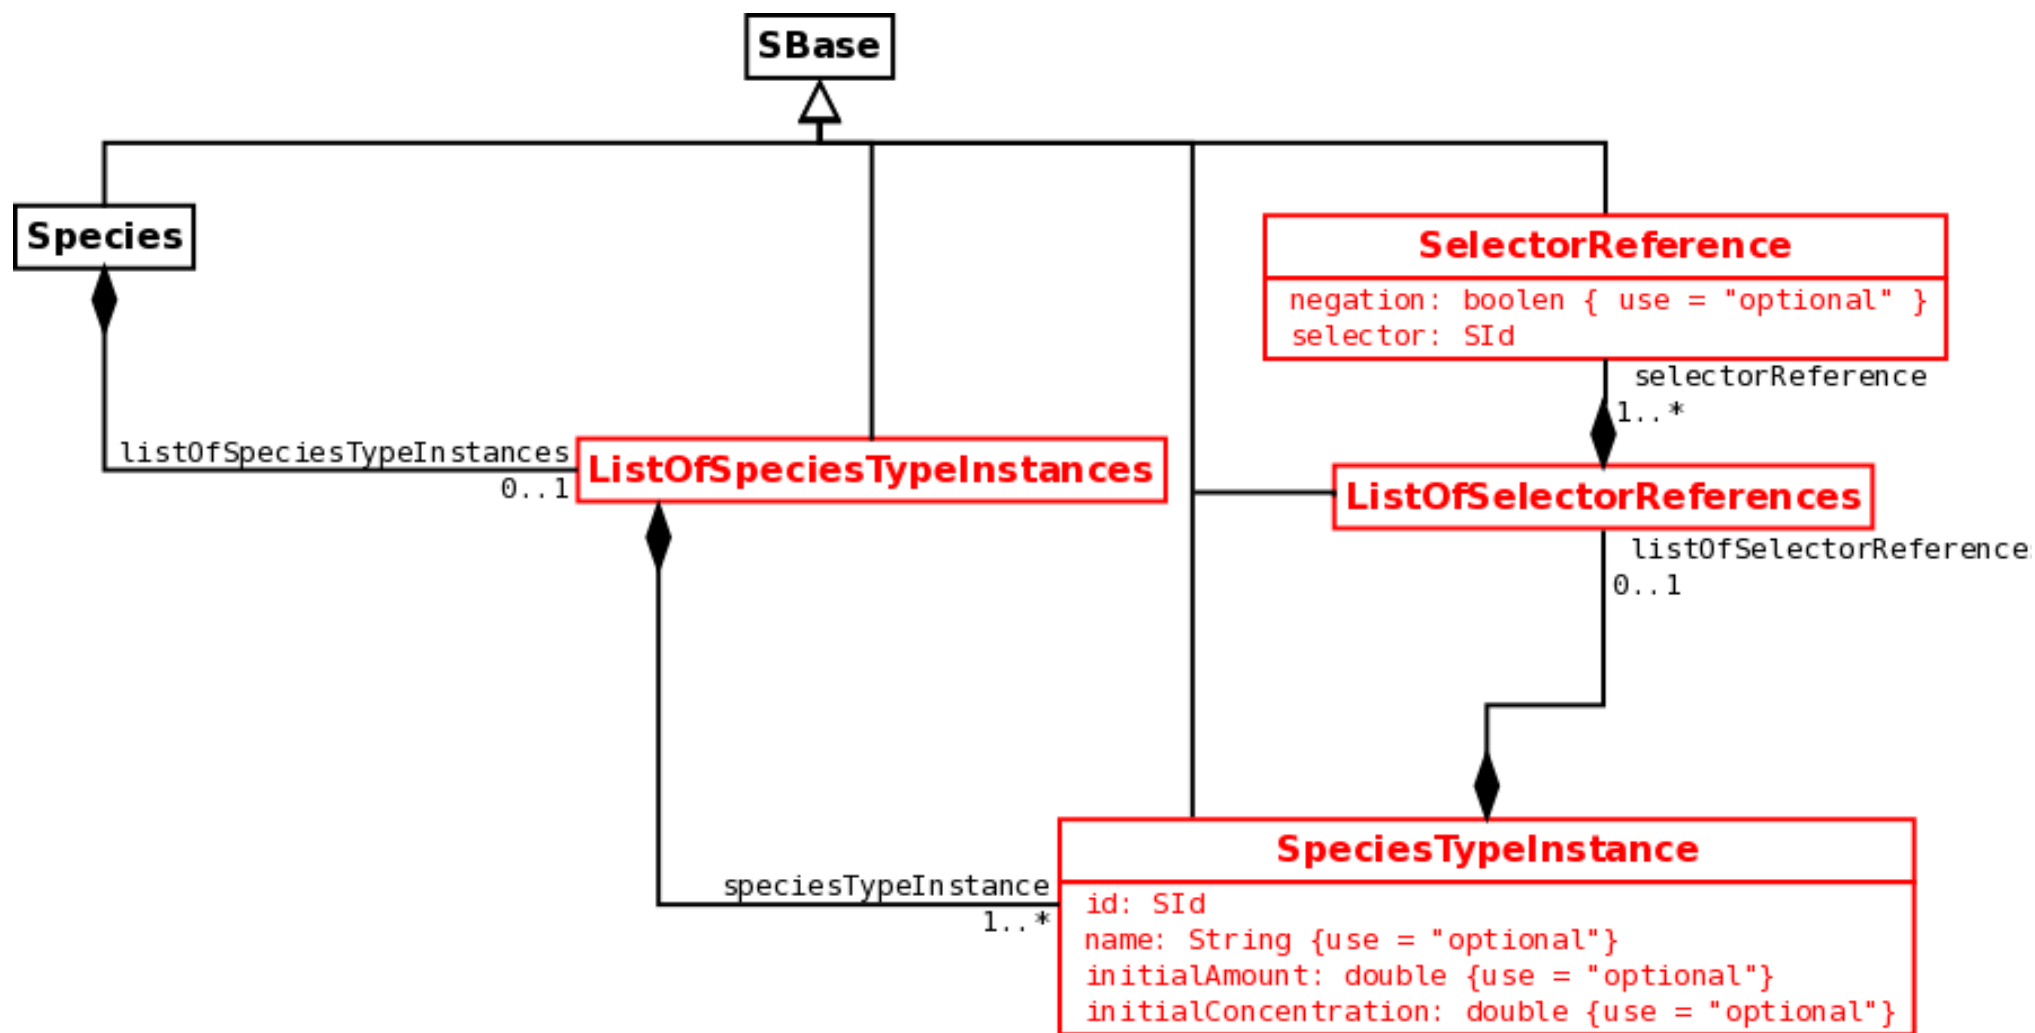 SBase
Species
SelectorReference
negation: boolen { use = "optional" }
selector: SId
selectorReference
1..*
listOfSpeciesTypeInstances
0..1
ListOfSpeciesTypeInstances
ListOfSelectorReferences
listOfSelectorReferences
0..1
SpeciesTypeInstance
speciesTypeInstance
1..*
id: SId
name: String {use = "optional"}
initialAmount: double {use = "optional"}
initialConcentration: double {use = "optional"}